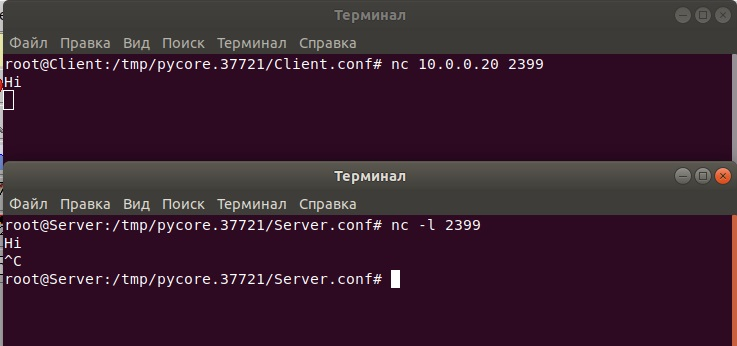 Терминал
Файл Правка Вид Поиск Терминал Справка
root@Client:/tmp/pycore.37721/Client.conf# nc 10.0.0.20 2399
Hi
Терминал
Файл Правка Вид Поиск Терминал Справка
root@Server:/tmp/pycore.37721/Server.conf# nc -l 2399
Hi
^C
root@Server:/tmp/pycore.37721/Server.conf#